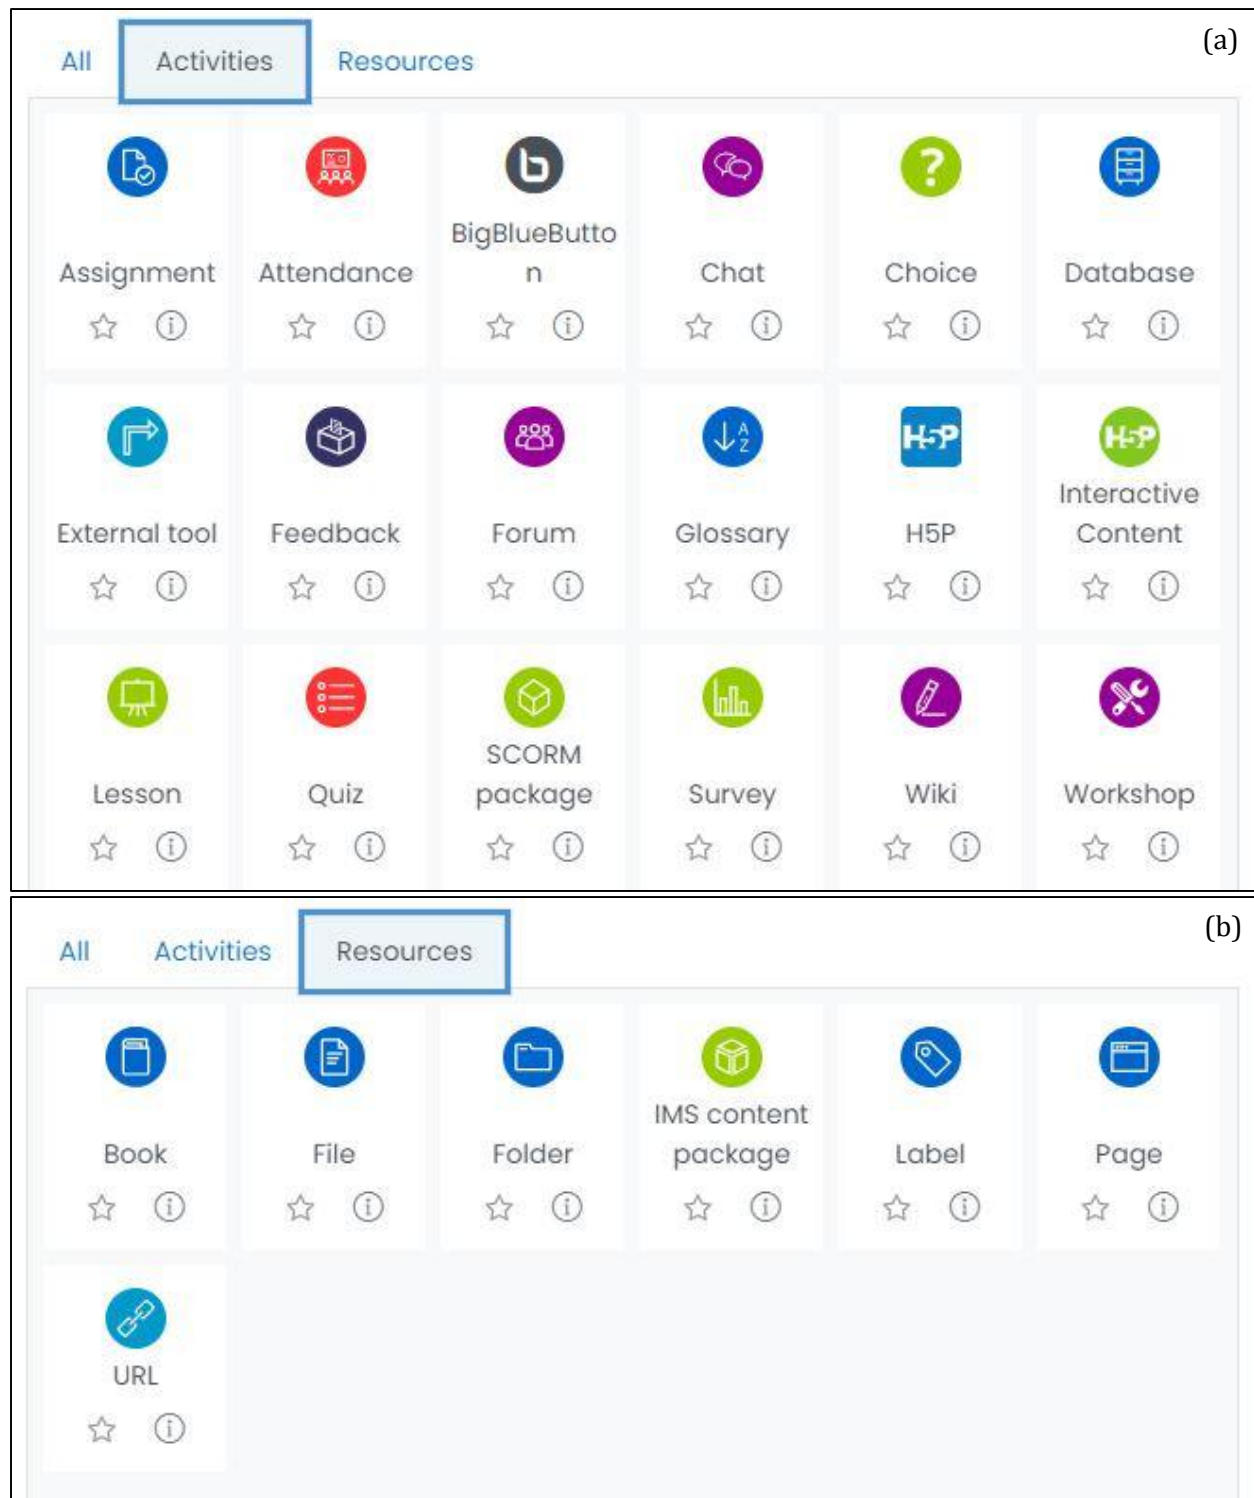 (a)
All Activities Resources
BigBlueButto
Assignment Attendance n Chat Choice Database
Interactive
External tool Feedback Forum Glossary H5P Content
SCORM
Lesson Quiz package Survey Wiki Workshop
(b)
All Activities Resources
IMS content
Book File Folder package Label Page
URL